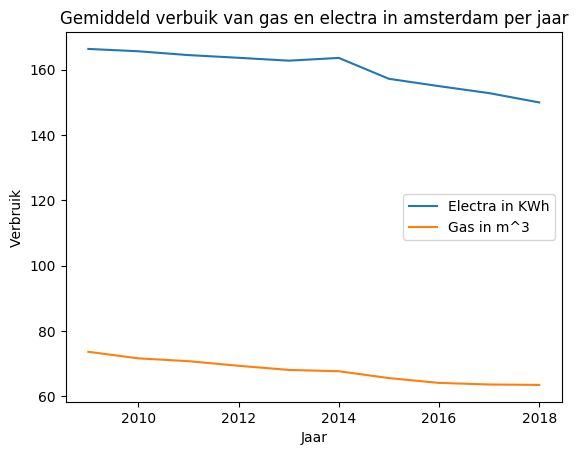 Gemiddeld verbuik van gas en electra in amsterdam per jaar
160
140
120
100
80
60
Verbruik
Electra in KWh
Gas in m^3
2010 2012 2014 2016 2018
Jaar